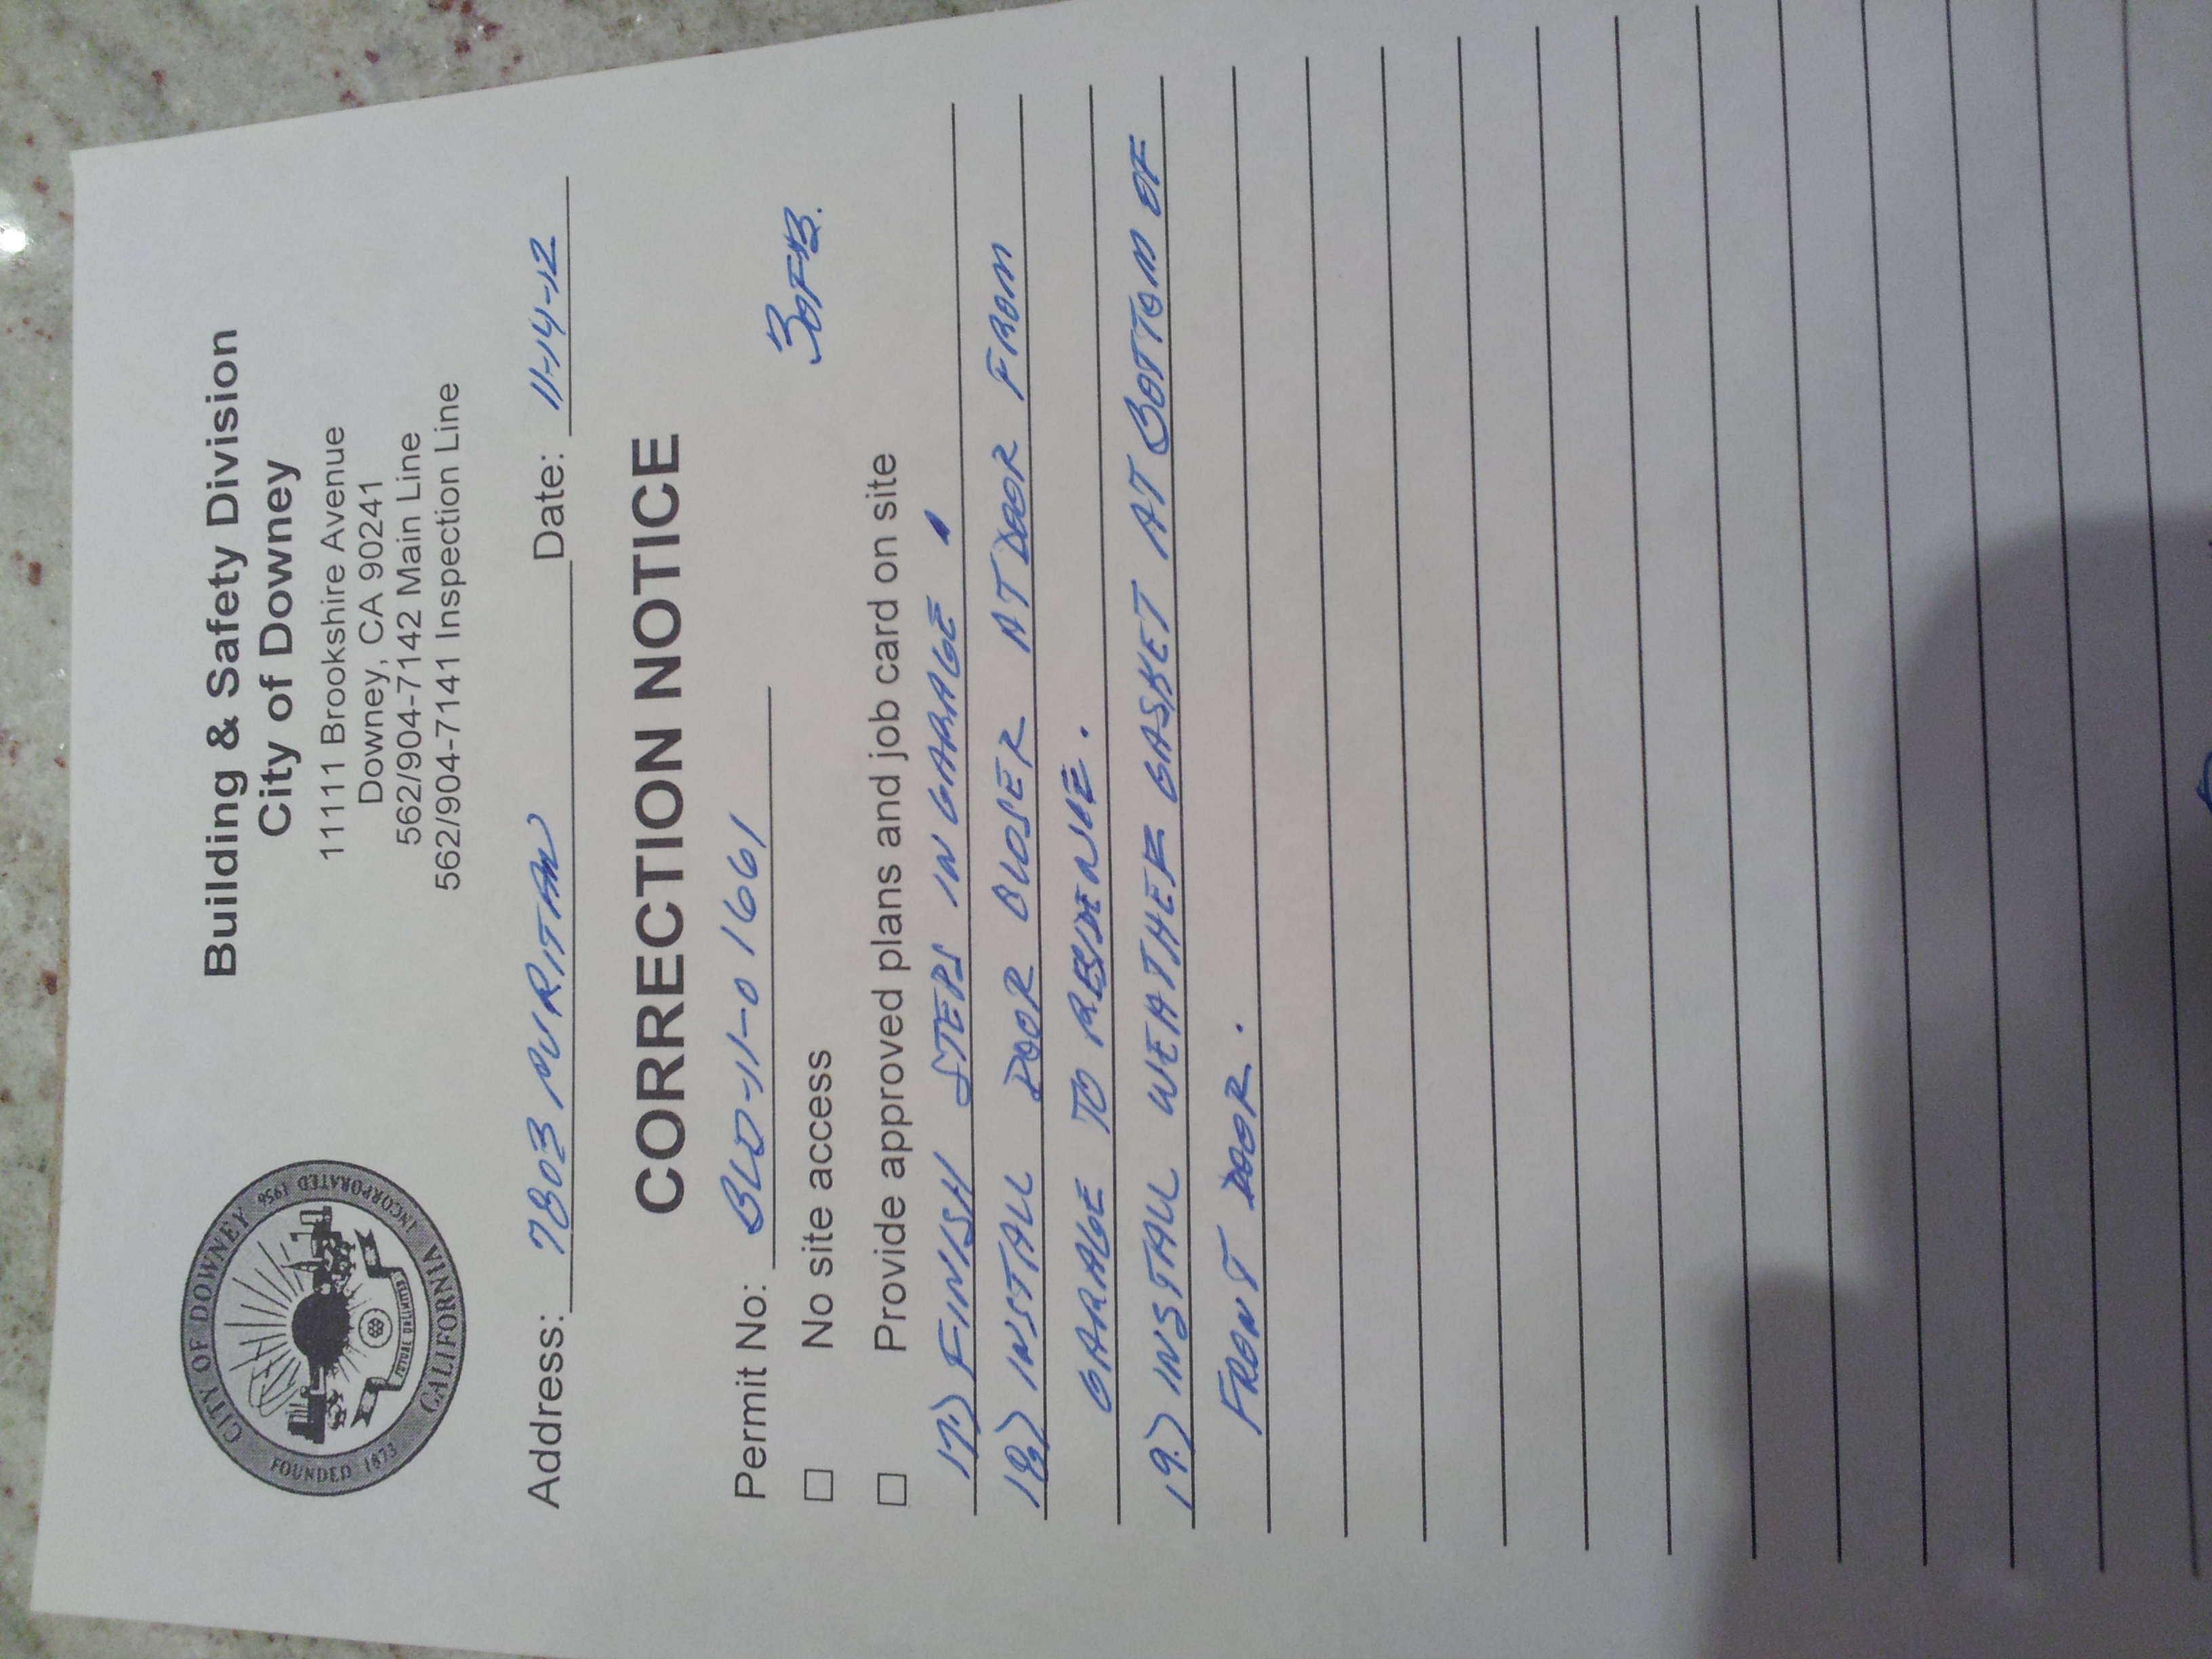 CITY OF DOWNEY CALIFORNIA
FOUNDED 1873 INCORPORATED 1956
FUTURE UNLIMITED
Building & Safety Division
City of Downey
11111 Brookshire Avenue
Downey, CA 90241
562/904-7142 Main Line
562/904-7141 Inspection Line
Address: 7803 PURITAN Date: 11-14-12
CORRECTION NOTICE
Permit No: BLD-11-01661
3 OF 3.
☐ No site access
☐ Provide approved plans and job card on site
17.) FINISH STEPS IN GARAGE.
18) INSTALL DOOR CLOSER AT DOOR FROM
GARAGE TO RESIDENCE.
19.) INSTALL WEATHER GASKET AT BOTTOM OF
FRONT DOOR.